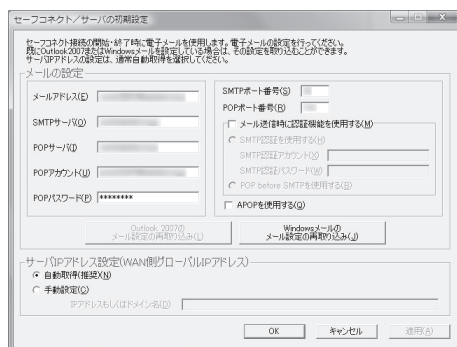 セーフコネクト／サーバの初期設定
セーフコネクト接続の開始・終了時に電子メールを使用します。電子メールの設定を行ってください。
既にOutlook2007またはWindowsメールを設定している場合は、その設定を取り込むことができます。
サーバIPアドレスの設定は、通常自動取得を選択してください。
メールの設定
メールアドレス(E)
SMTPサーバ(O)
POPサーバ(I)
POPアカウント(U)
POPパスワード(P) ********
SMTPポート番号(S)
POPポート番号(R)
メール送信時に認証機能を使用する(M)
SMTP認証を使用する(H)
SMTP認証アカウント(X)
SMTP認証パスワード(W)
POP before SMTPを使用する(B)
APOPを使用する(Q)
Outlook 2007の
メール設定の再取り込み(L)
Windowsメールの
メール設定の再取り込み(J)
サーバIPアドレス設定(WAN側グローバルIPアドレス)
自動取得(推奨)(N)
手動設定(C)
IPアドレスもしくはドメイン名(D)
OK
キャンセル
適用(A)